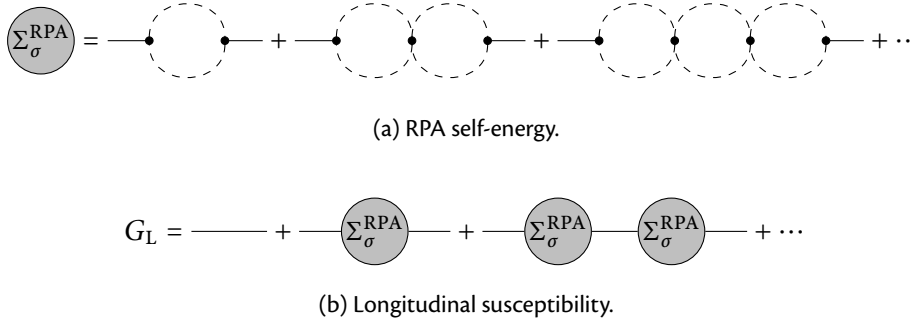 Σ_σ^RPA = + + + ··
(a) RPA self-energy.
G_L = + Σ_σ^RPA + Σ_σ^RPA Σ_σ^RPA + ···
(b) Longitudinal susceptibility.